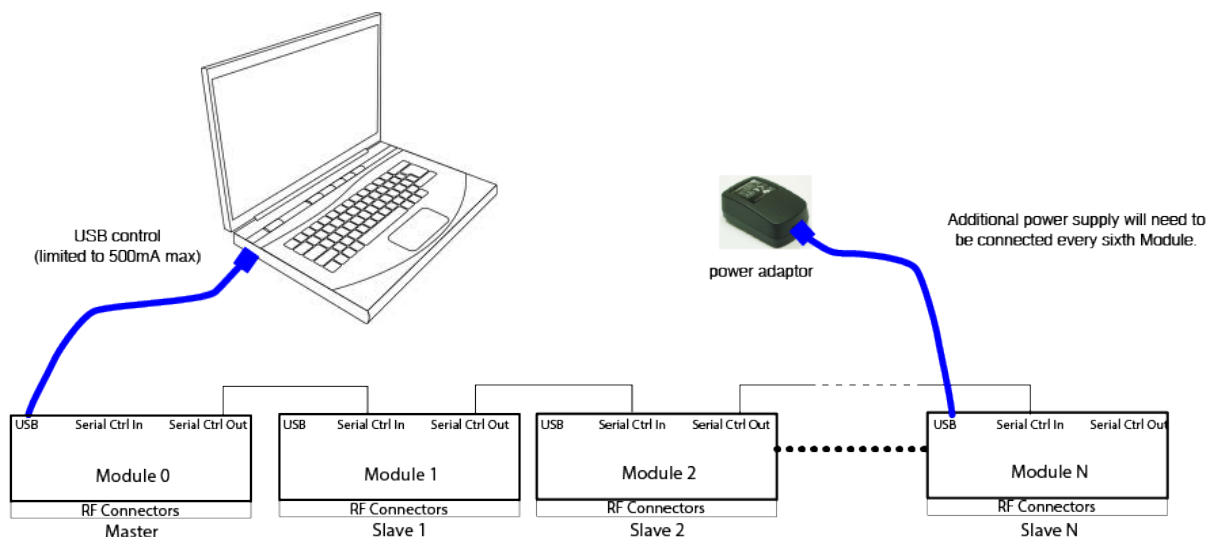 USB control
(limited to 500mA max)
power adaptor
Additional power supply will need to
be connected every sixth Module.
USB Serial Ctrl In Serial Ctrl Out
Module 0
RF Connectors
Master
USB Serial Ctrl In Serial Ctrl Out
Module 1
RF Connectors
Slave 1
USB Serial Ctrl In Serial Ctrl Out
Module 2
RF Connectors
Slave 2
USB Serial Ctrl In Serial Ctrl Out
Module N
RF Connectors
Slave N